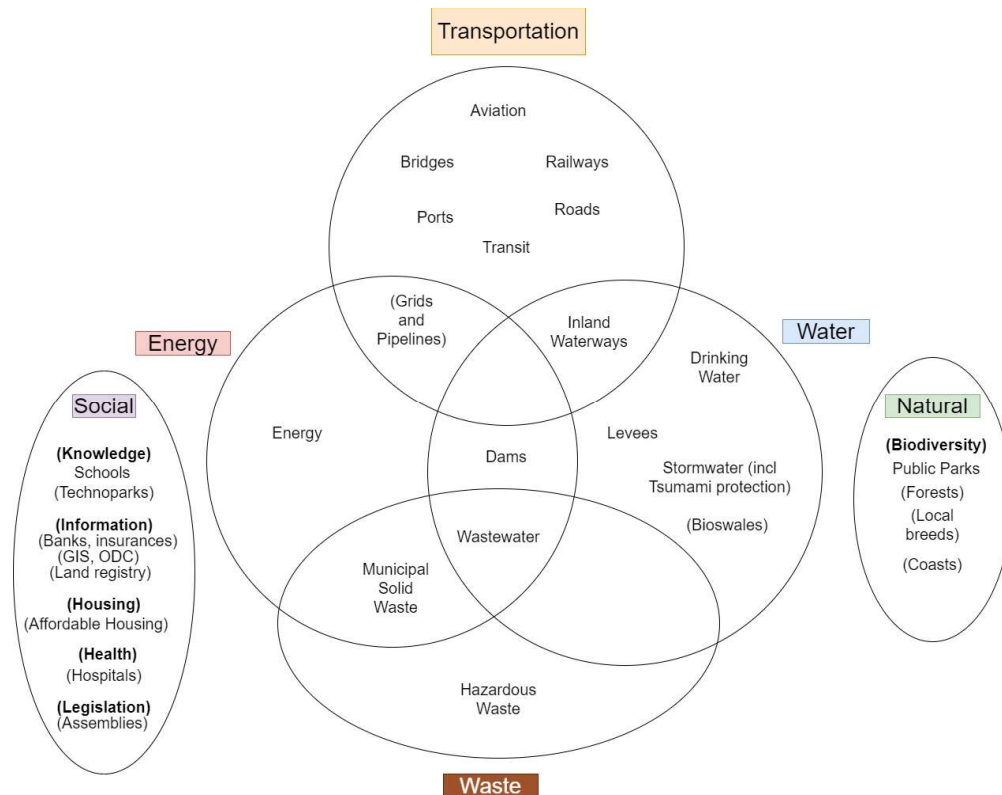 Transportation
Aviation
Bridges
Railways
Ports
Roads
Transit
(Grids
and
Pipelines)
Inland
Waterways
Energy
Water
Drinking
Water
Energy
Levees
Dams
Stormwater (incl
Tsunami protection)
(Bioswales)
Wastewater
Municipal
Solid
Waste
Hazardous
Waste
Waste
Social
(Knowledge)
Schools
(Technoparks)
(Information)
(Banks, insurances)
(GIS, ODC)
(Land registry)
(Housing)
(Affordable Housing)
(Health)
(Hospitals)
(Legislation)
(Assemblies)
Natural
(Biodiversity)
Public Parks
(Forests)
(Local
breeds)
(Coasts)